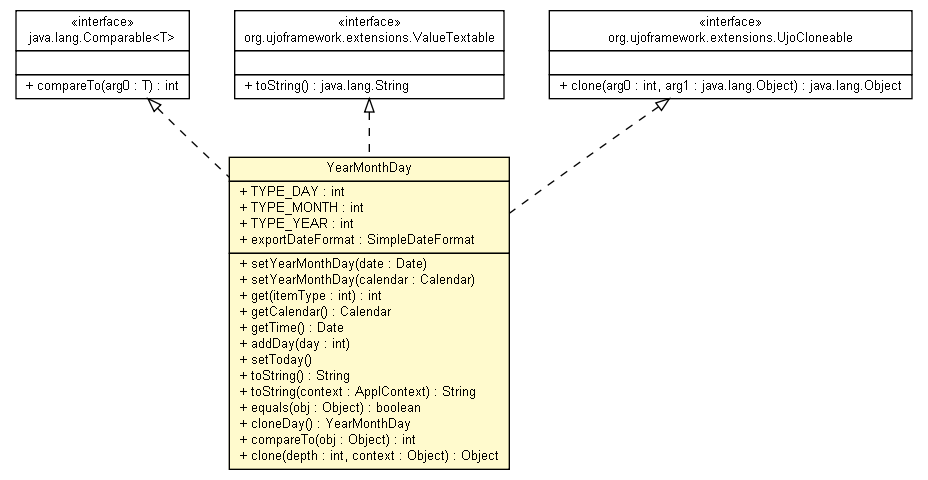 «interface»
java.lang.Comparable<T>
+ compareTo(arg0 : T) : int
«interface»
org.ujoframework.extensions.ValueTextable
+ toString() : java.lang.String
«interface»
org.ujoframework.extensions.UjoCloneable
+ clone(arg0 : int, arg1 : java.lang.Object) : java.lang.Object
YearMonthDay
+ TYPE_DAY : int
+ TYPE_MONTH : int
+ TYPE_YEAR : int
+ exportDateFormat : SimpleDateFormat
+ setYearMonthDay(date : Date)
+ setYearMonthDay(calendar : Calendar)
+ get(itemType : int) : int
+ getCalendar() : Calendar
+ getTime() : Date
+ addDay(day : int)
+ setToday()
+ toString() : String
+ toString(context : ApplContext) : String
+ equals(obj : Object) : boolean
+ cloneDay() : YearMonthDay
+ compareTo(obj : Object) : int
+ clone(depth : int, context : Object) : Object